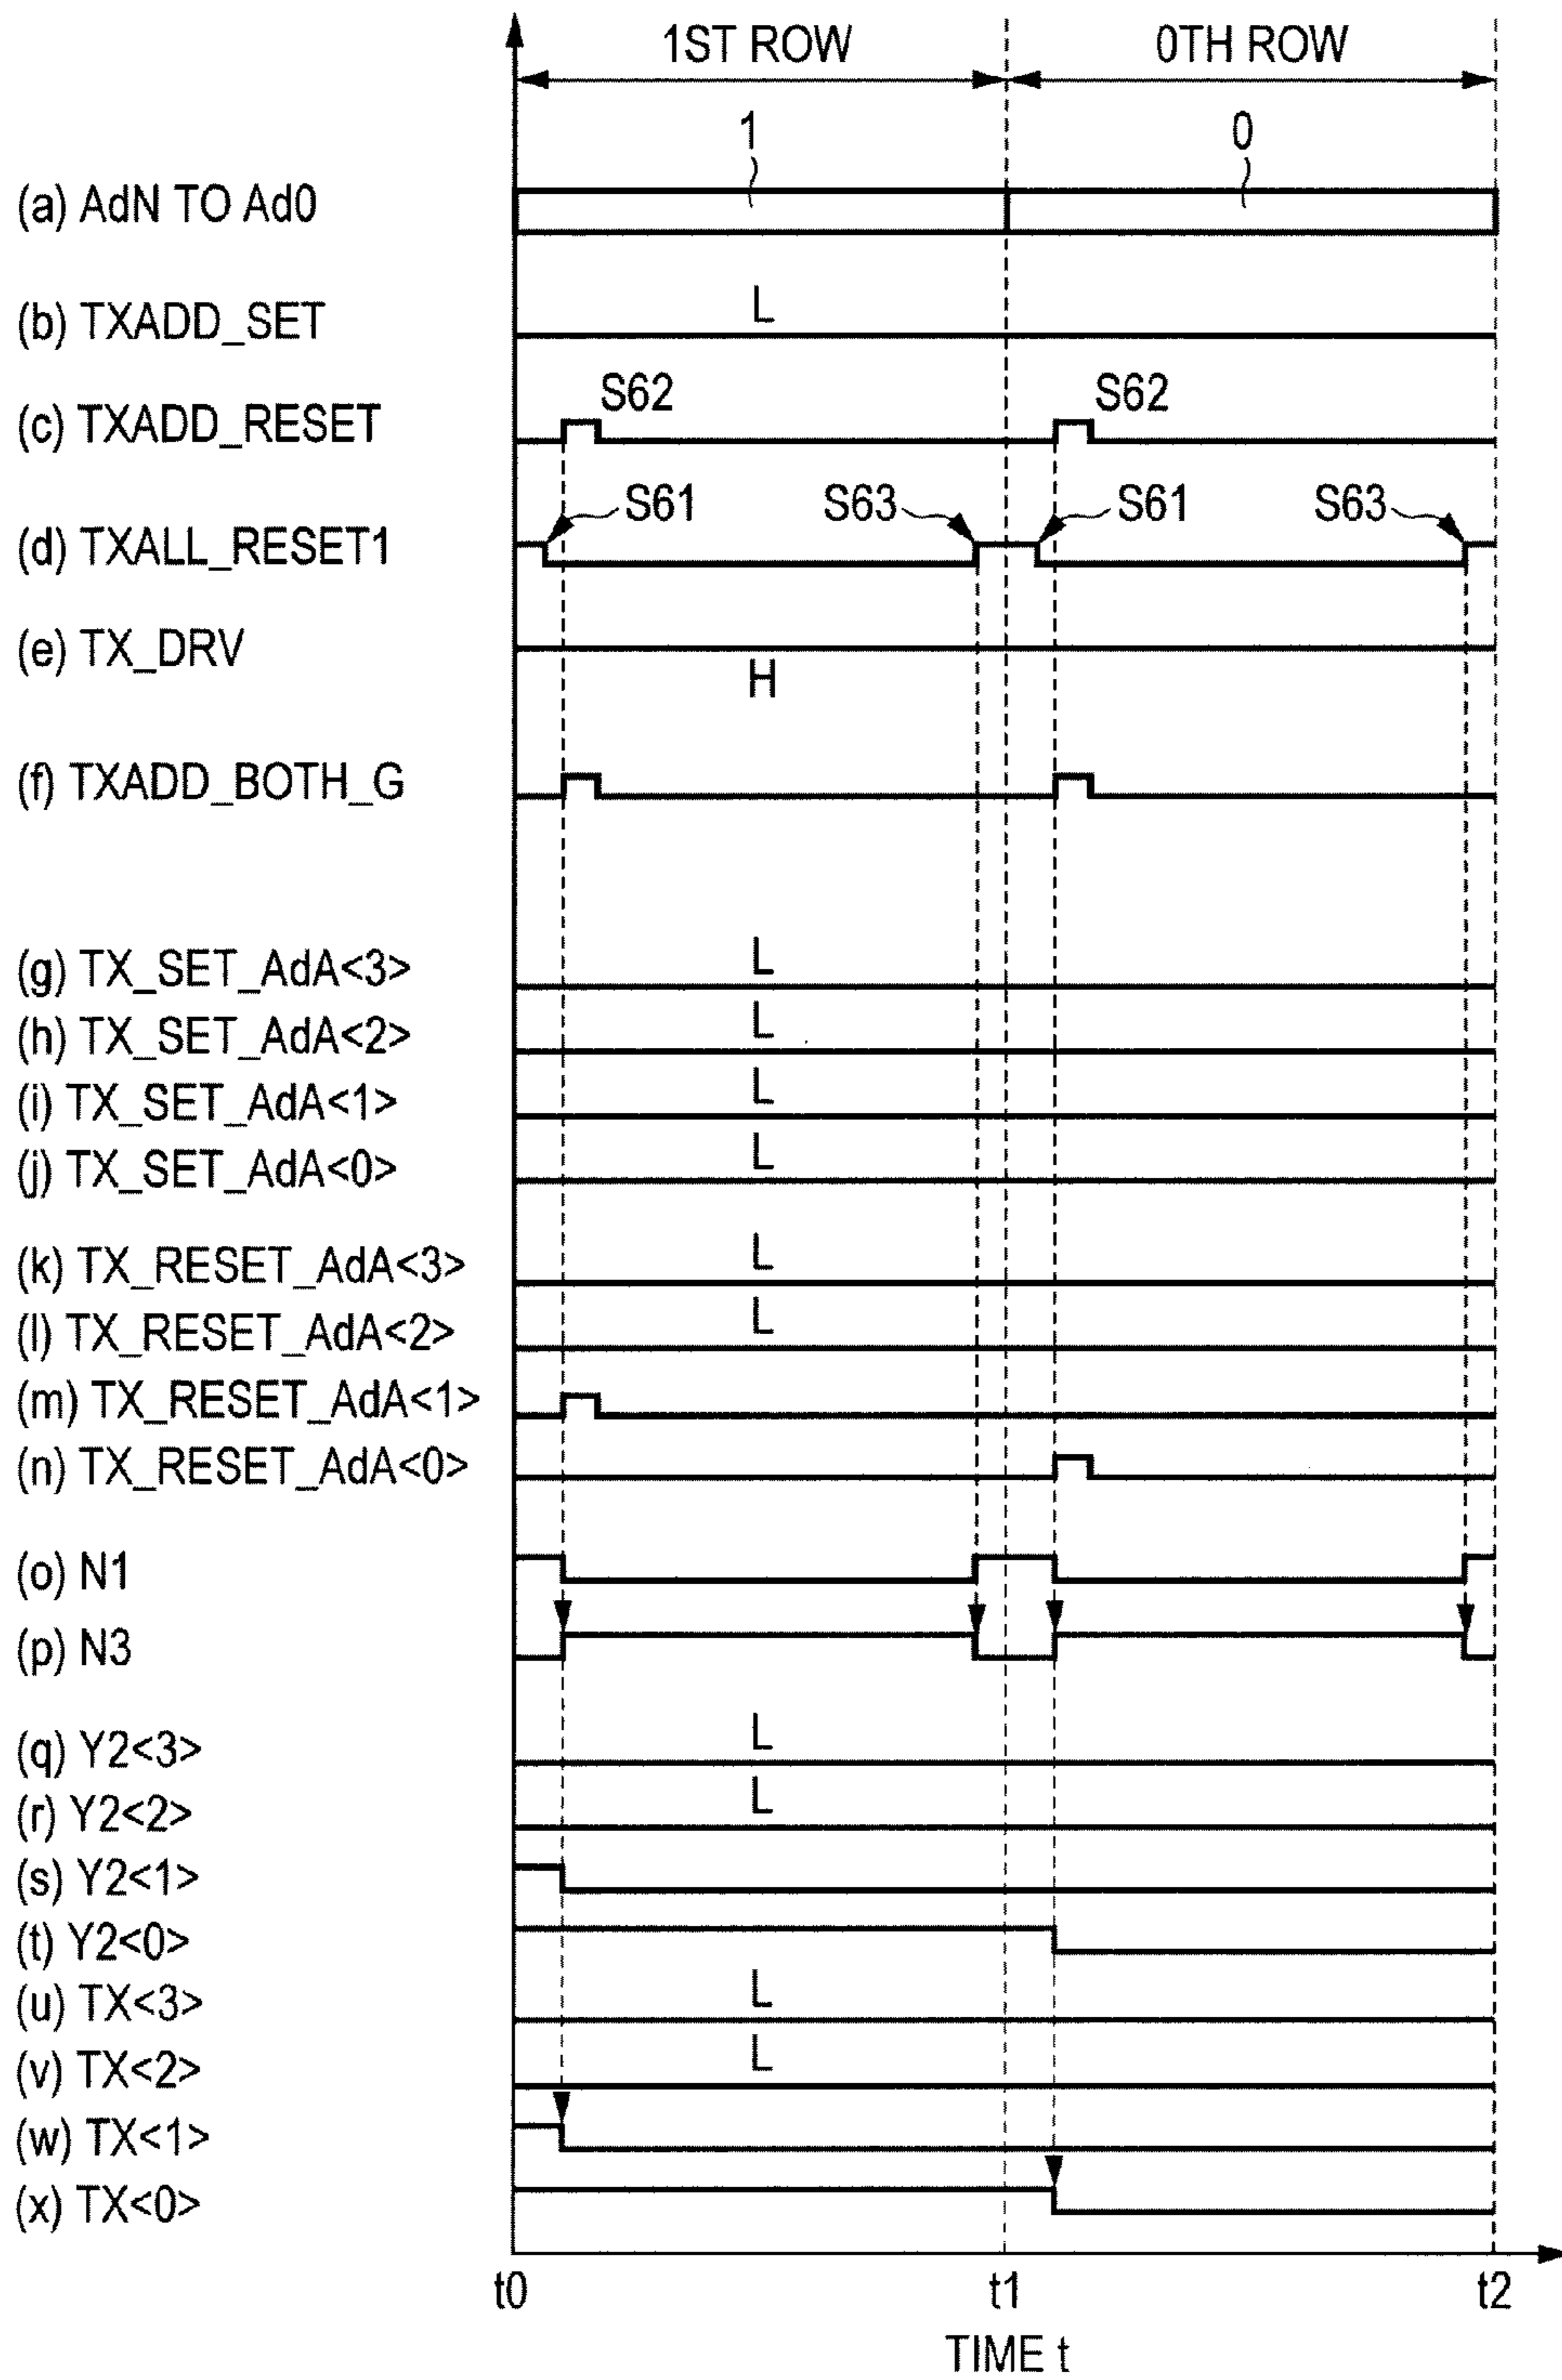 1ST ROW 0TH ROW
1 0
(a) AdN TO Ad0
L
(b) TXADD_SET
S62 S62
(c) TXADD_RESET
S61 S63 S61 S63
(d) TXALL_RESET1
(e) TX_DRV
H
(f) TXADD_BOTH_G
L
(g) TX_SET_AdA<3>
L
(h) TX_SET_AdA<2>
L
(i) TX_SET_AdA<1>
L
(j) TX_SET_AdA<0>
L
(k) TX_RESET_AdA<3>
L
(l) TX_RESET_AdA<2>
(m) TX_RESET_AdA<1>
(n) TX_RESET_AdA<0>
(o) N1
(p) N3
L
(q) Y2<3>
L
(r) Y2<2>
(s) Y2<1>
(t) Y2<0>
L
(u) TX<3>
L
(v) TX<2>
(w) TX<1>
(x) TX<0>
t0 t1 t2
TIME t